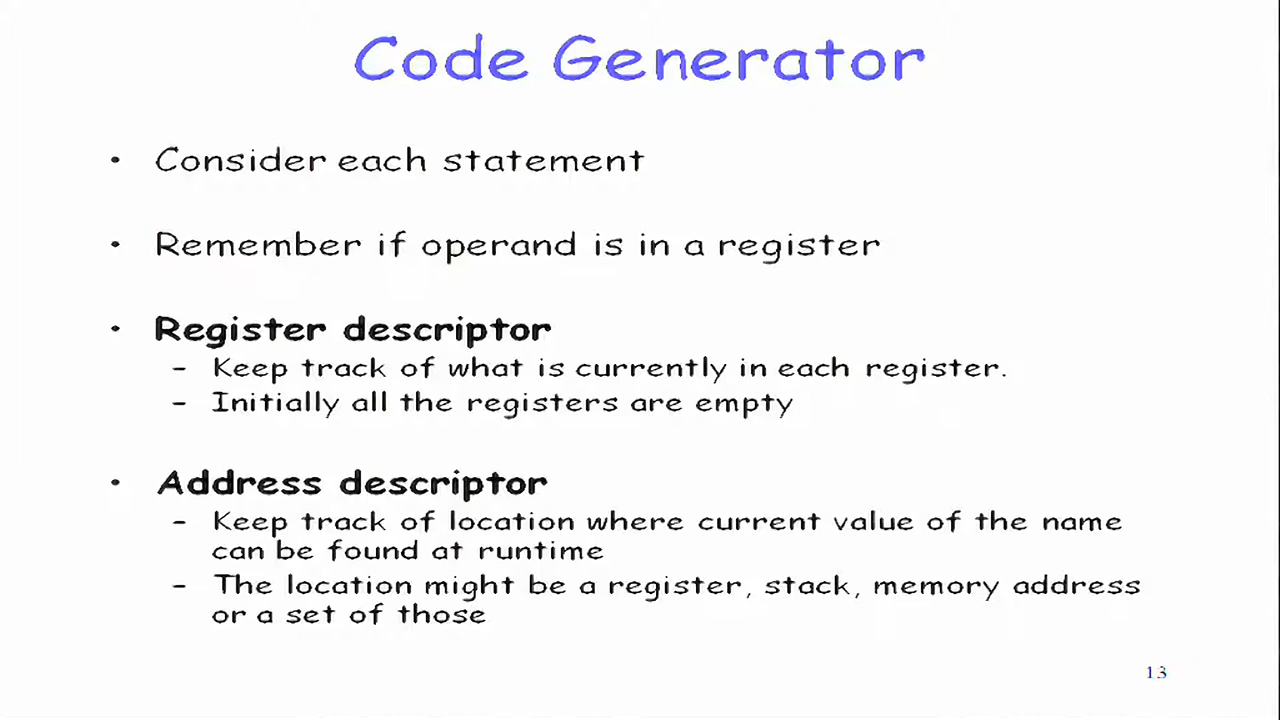 Code Generator
• Consider each statement
• Remember if operand is in a register
• Register descriptor
– Keep track of what is currently in each register.
– Initially all the registers are empty
• Address descriptor
– Keep track of location where current value of the name
can be found at runtime
– The location might be a register, stack, memory address
or a set of those
13